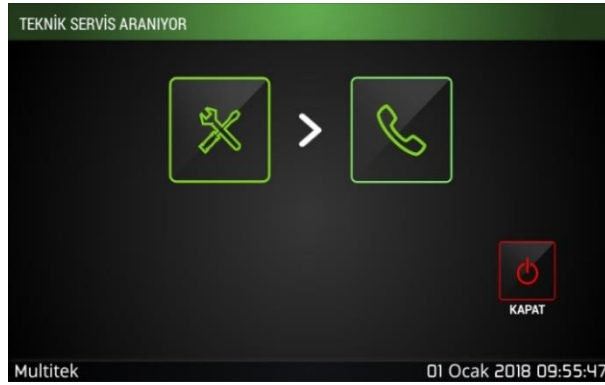 TEKNİK SERVİS ARANIYOR
KAPAT
Multitek
01 Ocak 2018 09:55:47